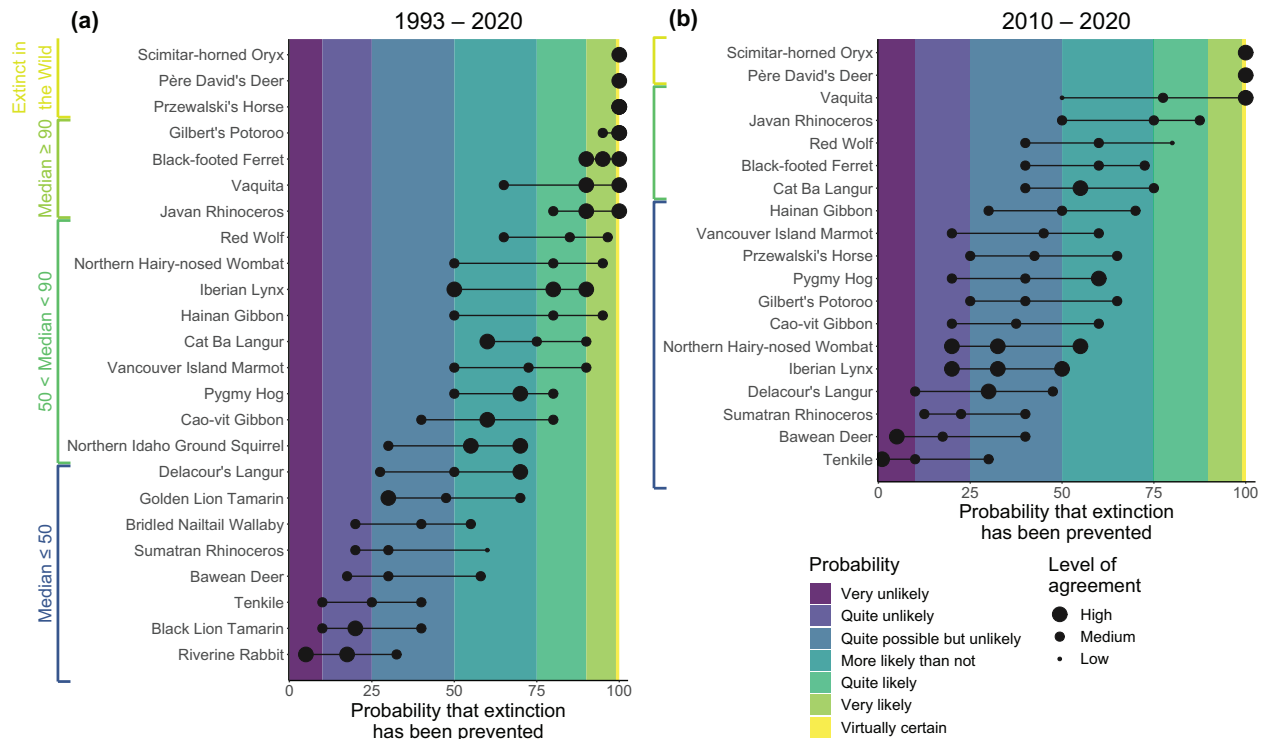 (a)
1993 – 2020
Extinct in
the Wild
Median ≥ 90
50 < Median < 90
Median ≤ 50
Scimitar-horned Oryx
Père David's Deer
Przewalski's Horse
Gilbert's Potoroo
Black-footed Ferret
Vaquita
Javan Rhinoceros
Red Wolf
Northern Hairy-nosed Wombat
Iberian Lynx
Hainan Gibbon
Cat Ba Langur
Vancouver Island Marmot
Pygmy Hog
Cao-vit Gibbon
Northern Idaho Ground Squirrel
Delacour's Langur
Golden Lion Tamarin
Bridled Nailtail Wallaby
Sumatran Rhinoceros
Bawean Deer
Tenkile
Black Lion Tamarin
Riverine Rabbit
0 25 50 75 100
Probability that extinction
has been prevented
(b)
2010 – 2020
Scimitar-horned Oryx
Père David's Deer
Vaquita
Javan Rhinoceros
Red Wolf
Black-footed Ferret
Cat Ba Langur
Hainan Gibbon
Vancouver Island Marmot
Przewalski's Horse
Pygmy Hog
Gilbert's Potoroo
Cao-vit Gibbon
Northern Hairy-nosed Wombat
Iberian Lynx
Delacour's Langur
Sumatran Rhinoceros
Bawean Deer
Tenkile
0 25 50 75 100
Probability that extinction
has been prevented
Probability
Very unlikely
Quite unlikely
Quite possible but unlikely
More likely than not
Quite likely
Very likely
Virtually certain
Level of
agreement
High
Medium
Low